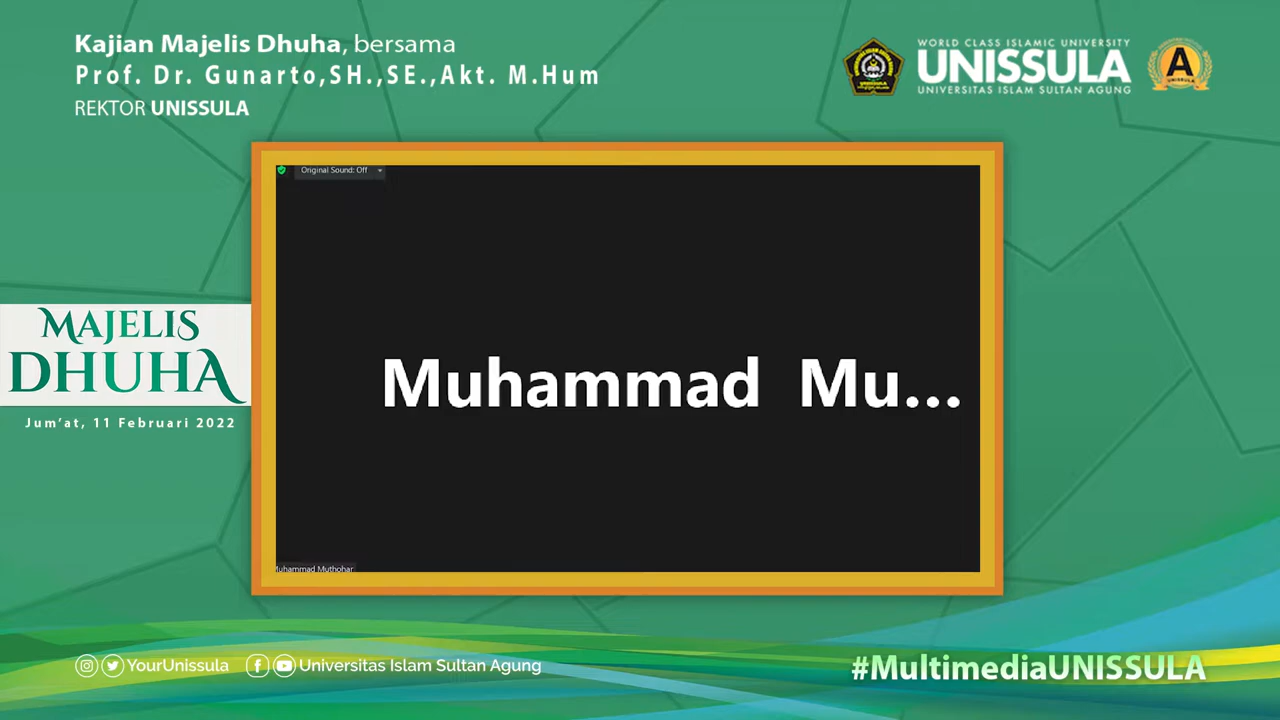 Kajian Majelis Dhuha, bersama
Prof. Dr. Gunarto,SH.,SE.,Akt. M.Hum
REKTOR UNISSULA
WORLD CLASS ISLAMIC UNIVERSITY
UNISSULA
UNIVERSITAS ISLAM SULTAN AGUNG
A
UNISSULA
Original Sound: Off
Muhammad Mu...
MAJELIS
DHUHA
Jum'at, 11 Februari 2022
Muhammad Muthohar
YourUnissula
Universitas Islam Sultan Agung
#MultimediaUNISSULA